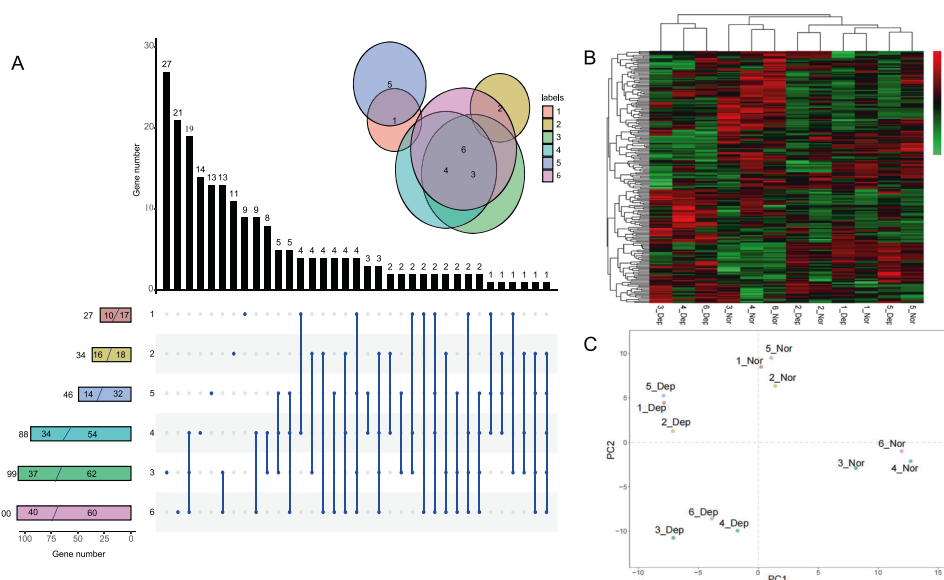 A
B
C
Gene number
30
20
10
0
27
21
19
14
13
13
11
9
9
8
5
5
4
4
4
4
4
4
3
3
2
2
2
2
2
2
2
2
2
1
1
1
1
1
1
5
1
2
6
4
3
labels
1
2
3
4
5
6
27 10 / 17 1
34 16 / 18 2
46 14 / 32 5
88 34 / 54 4
99 37 / 62 3
00 40 / 60 6
100 75 50 25 0
Gene number
3_Dep
4_Dep
6_Dep
3_Nor
4_Nor
6_Nor
2_Dep
2_Nor
1_Dep
1_Nor
5_Dep
5_Nor
PC2
10
5
0
-5
-10
5_Nor
1_Nor
2_Nor
5_Dep
1_Dep
2_Dep
6_Nor
3_Nor
4_Nor
6_Dep
4_Dep
3_Dep
-10 -5 0 5 10 15
PC1